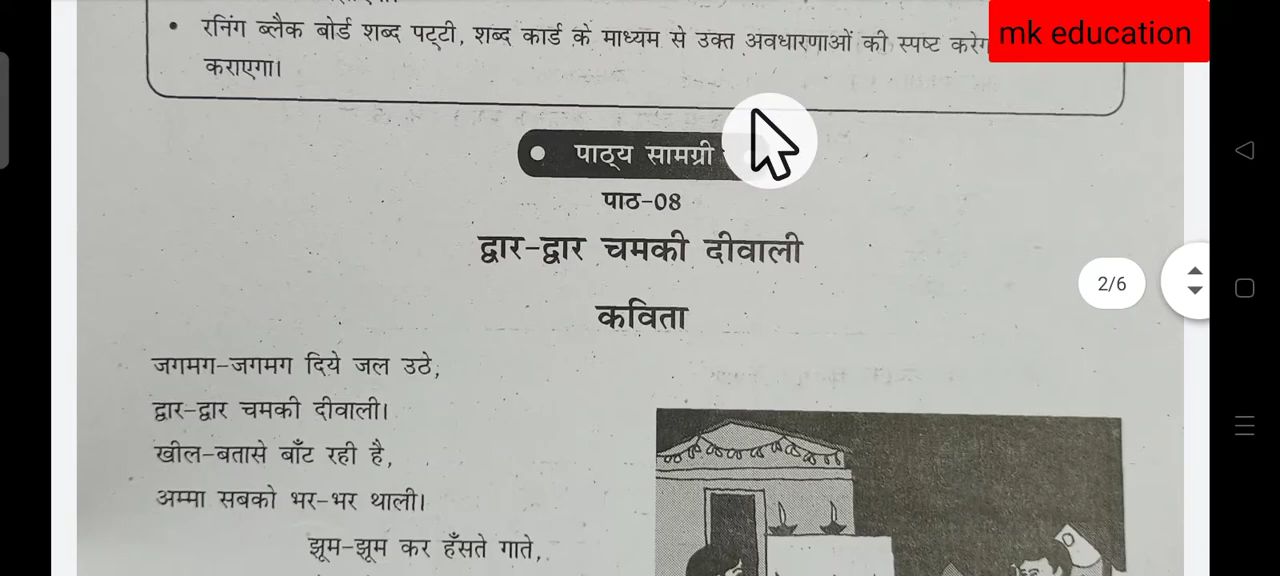 • रनिंग ब्लैक बोर्ड शब्द पट्टी, शब्द कार्ड के माध्यम से उक्त अवधारणाओं की स्पष्ट
mk education
कराएगा।
पाठ्य सामग्री
पाठ-08
द्वार-द्वार चमकी दीवाली
कविता
2/6
जगमग-जगमग दिये जल उठे,
द्वार-द्वार चमकी दीवाली।
खील-बतासे बाँट रही है,
अम्मा सबको भर-भर थाली।
झूम-झूम कर हँसते गाते,